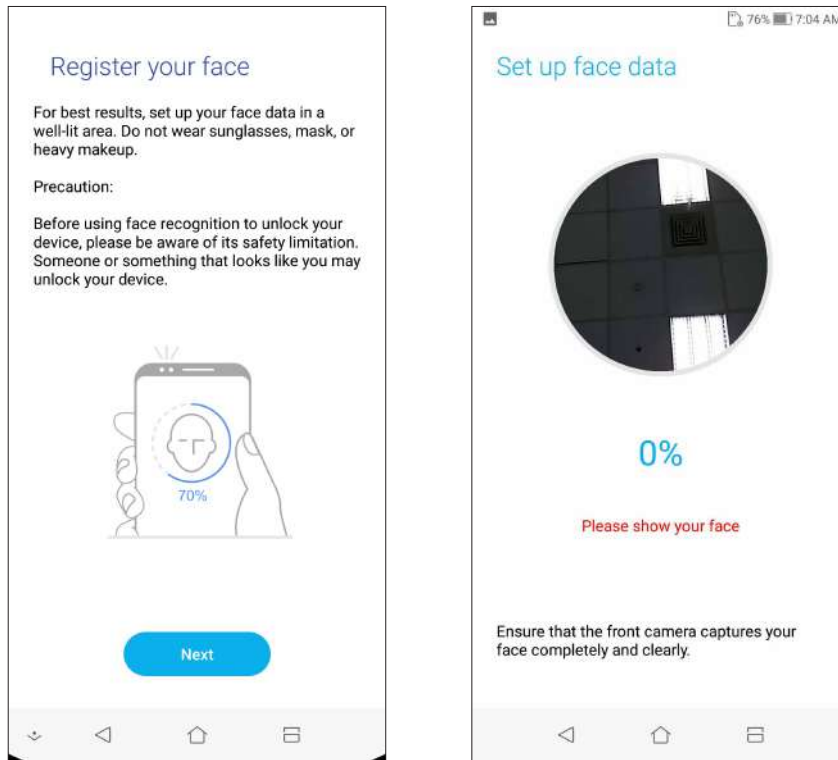 Register your face
For best results, set up your face data in a
well-lit area. Do not wear sunglasses, mask, or
heavy makeup.
Precaution:
Before using face recognition to unlock your
device, please be aware of its safety limitation.
Someone or something that looks like you may
unlock your device.
70%
Next
76% 7:04 AM
Set up face data
0%
Please show your face
Ensure that the front camera captures your
face completely and clearly.